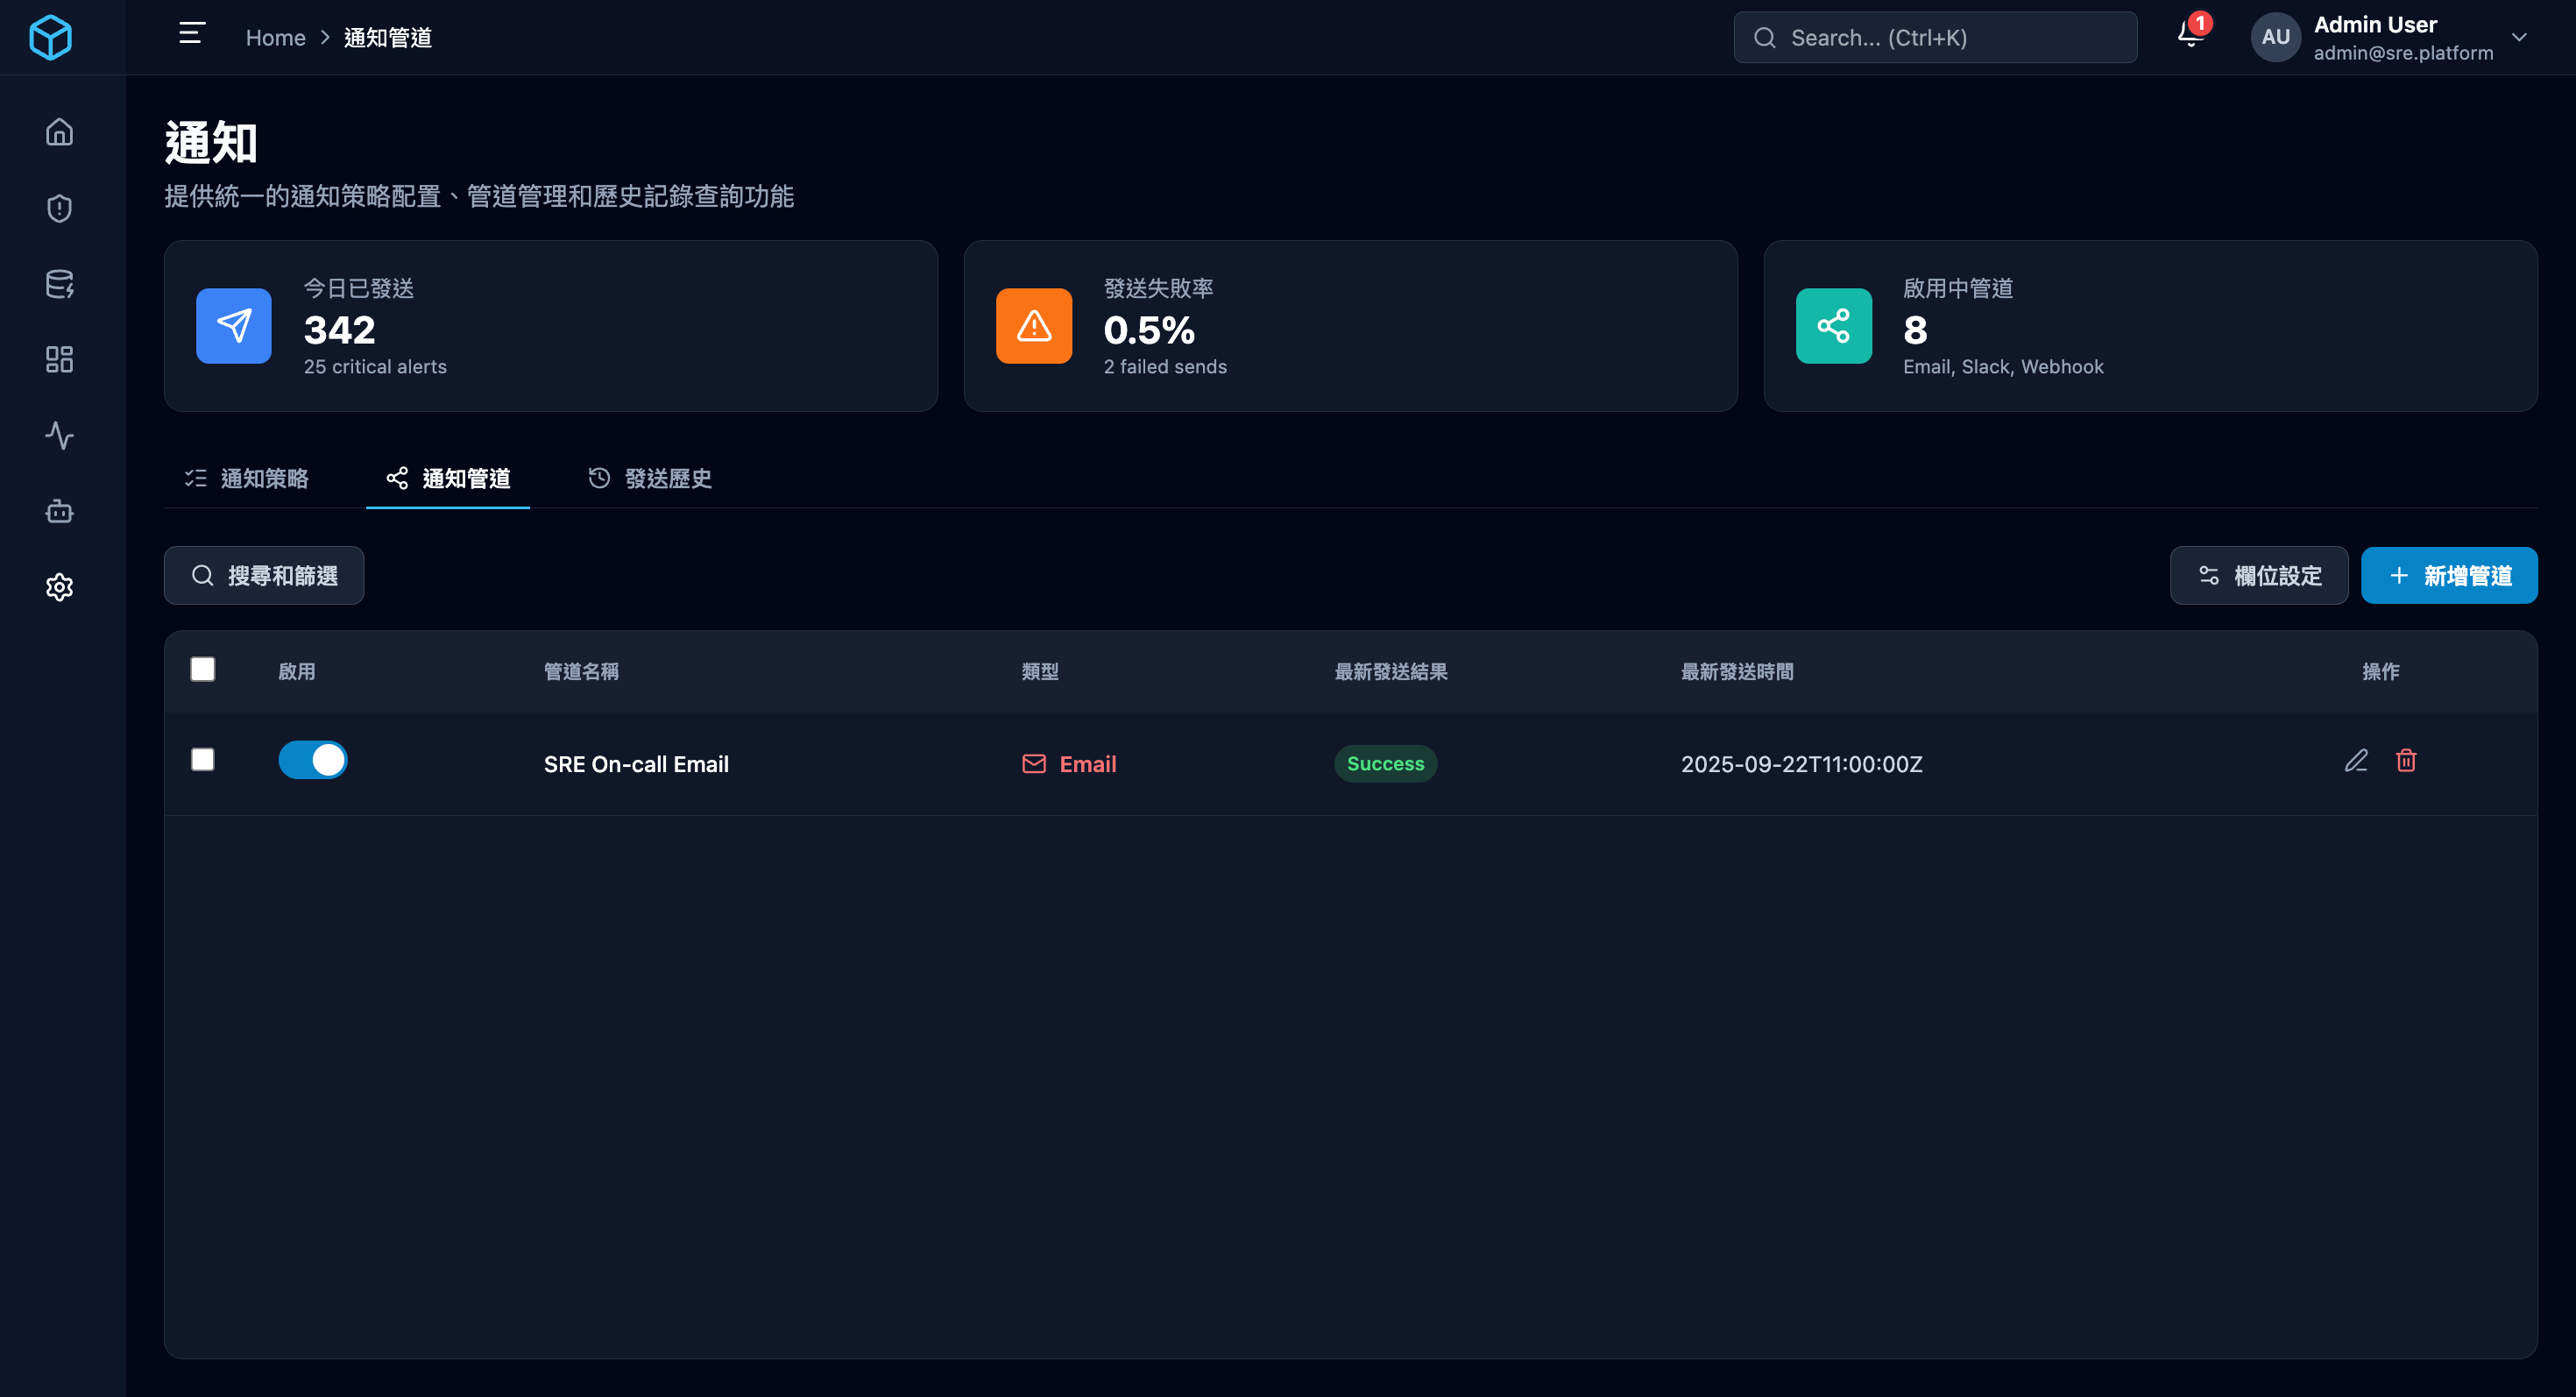 Home > 通知管道
Search... (Ctrl+K)
1
AU
Admin User
admin@sre.platform
通知
提供統一的通知策略配置、管道管理和歷史記錄查詢功能
今日已發送
342
25 critical alerts
發送失敗率
0.5%
2 failed sends
啟用中管道
8
Email, Slack, Webhook
通知策略
通知管道
發送歷史
搜尋和篩選
欄位設定
新增管道
啟用 管道名稱 類型 最新發送結果 最新發送時間 操作
SRE On-call Email Email Success 2025-09-22T11:00:00Z